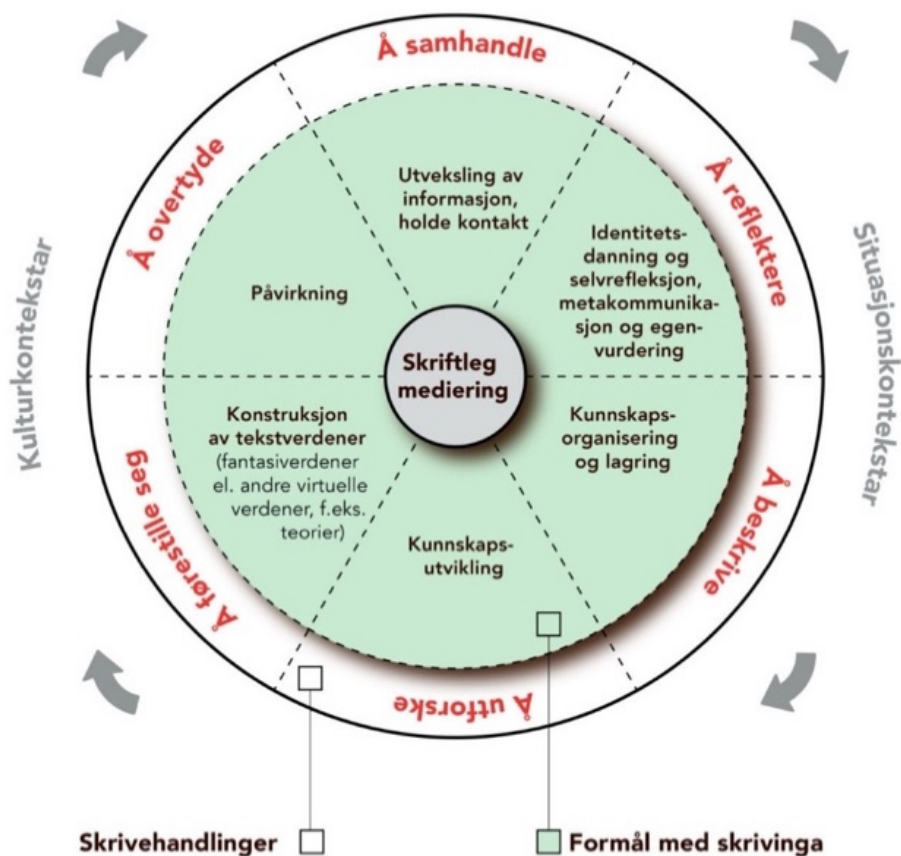 Å samhandle
Å reflektere
Å beskrive
Å utforske
Å førestille seg
Å overtyde
Kulturkontekstar
Situasjonskontekstar
Utveksling av
informasjon,
holde kontakt
Identitets-
danning og
selvrefleksjon,
metakommunika-
sjon og egen-
vurdering
Kunnskaps-
organisering
og lagring
Kunnskaps-
utvikling
Konstruksjon
av tekstverdener
(fantasiverdener
el. andre virtuelle
verdener, f.eks.
teorier)
Påvirkning
Skriftleg
mediering
Skrivehandlinger
Formål med skrivinga